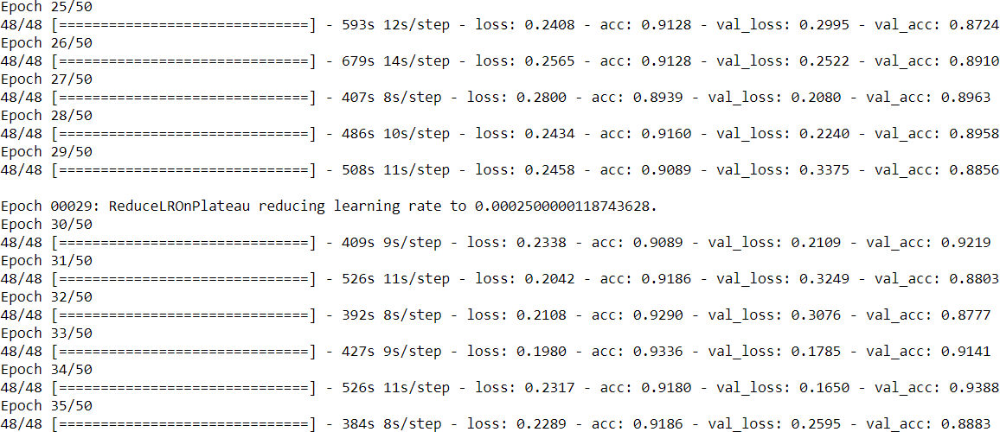 Epoch 25/50
48/48 [==============================] - 593s 12s/step - loss: 0.2408 - acc: 0.9128 - val_loss: 0.2995 - val_acc: 0.8724
Epoch 26/50
48/48 [==============================] - 679s 14s/step - loss: 0.2565 - acc: 0.9128 - val_loss: 0.2522 - val_acc: 0.8910
Epoch 27/50
48/48 [==============================] - 407s 8s/step - loss: 0.2800 - acc: 0.8939 - val_loss: 0.2080 - val_acc: 0.8963
Epoch 28/50
48/48 [==============================] - 486s 10s/step - loss: 0.2434 - acc: 0.9160 - val_loss: 0.2240 - val_acc: 0.8958
Epoch 29/50
48/48 [==============================] - 508s 11s/step - loss: 0.2458 - acc: 0.9089 - val_loss: 0.3375 - val_acc: 0.8856
Epoch 00029: ReduceLROnPlateau reducing learning rate to 0.0002500000118743628.
Epoch 30/50
48/48 [==============================] - 409s 9s/step - loss: 0.2338 - acc: 0.9089 - val_loss: 0.2109 - val_acc: 0.9219
Epoch 31/50
48/48 [==============================] - 526s 11s/step - loss: 0.2042 - acc: 0.9186 - val_loss: 0.3249 - val_acc: 0.8803
Epoch 32/50
48/48 [==============================] - 392s 8s/step - loss: 0.2108 - acc: 0.9290 - val_loss: 0.3076 - val_acc: 0.8777
Epoch 33/50
48/48 [==============================] - 427s 9s/step - loss: 0.1980 - acc: 0.9336 - val_loss: 0.1785 - val_acc: 0.9141
Epoch 34/50
48/48 [==============================] - 526s 11s/step - loss: 0.2317 - acc: 0.9180 - val_loss: 0.1650 - val_acc: 0.9388
Epoch 35/50
48/48 [==============================] - 384s 8s/step - loss: 0.2289 - acc: 0.9186 - val_loss: 0.2595 - val_acc: 0.8883